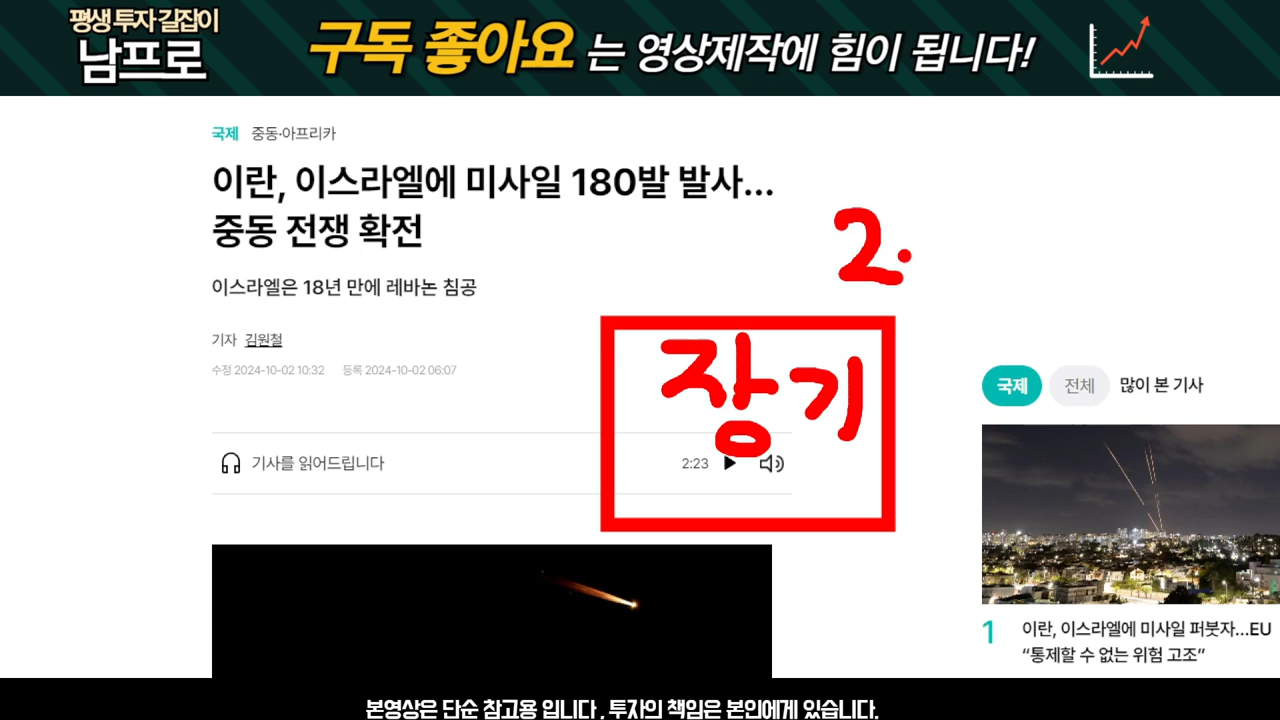 평생 투자 길잡이
남프로
구독 좋아요 는 영상제작에 힘이 됩니다!
국제 중동·아프리카
이란, 이스라엘에 미사일 180발 발사...
중동 전쟁 확전
이스라엘은 18년 만에 레바논 침공
기자 김원철
수정 2024-10-02 10:32 등록 2024-10-02 06:07
2.
장기
기사를 읽어드립니다
2:23
국제 전체 많이 본 기사
1 이란, 이스라엘에 미사일 퍼붓자...EU
“통제할 수 없는 위험 고조”
본영상은 단순 참고용 입니다 , 투자의 책임은 본인에게 있습니다.